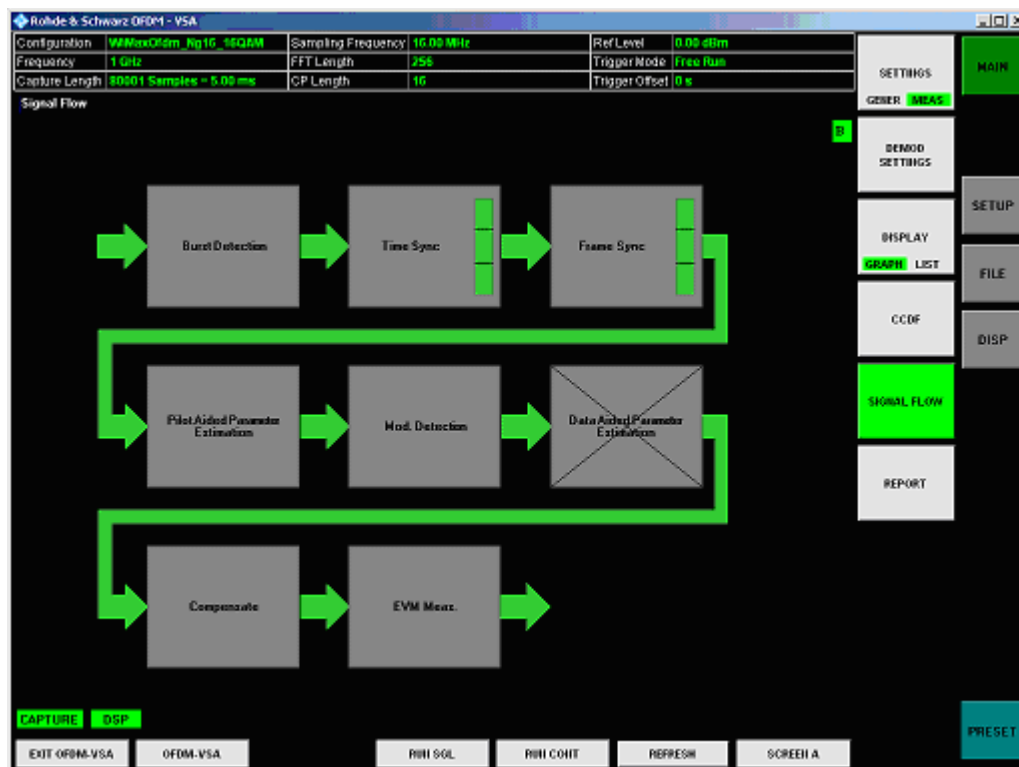 Rohde & Schwarz OFDM - VSA
Configuration WiMaxOfdm_Ng16_16QAM Sampling Frequency 16.00 MHz Ref Level 0.00 dBm
Frequency 1 GHz FFT Length 256 Trigger Mode Free Run
Capture Length 80001 Samples = 5.00 ms CP Length 16 Trigger Offset 0 s
Signal Flow
B
Burst Detection
Time Sync
Frame Sync
Pilot Aided Parameter
Estimation
Mod. Detection
Data Aided Parameter
Estimation
Compensate
EVM Meas.
SETTINGS
GENER MEAS
DEMOD
SETTINGS
DISPLAY
GRAPH LIST
CCDF
SIGNAL FLOW
REPORT
MAIN
SETUP
FILE
DISP
PRESET
CAPTURE DSP
EXIT OFDM-VSA OFDM-VSA RUN SGL RUN CONT REFRESH SCREEN A